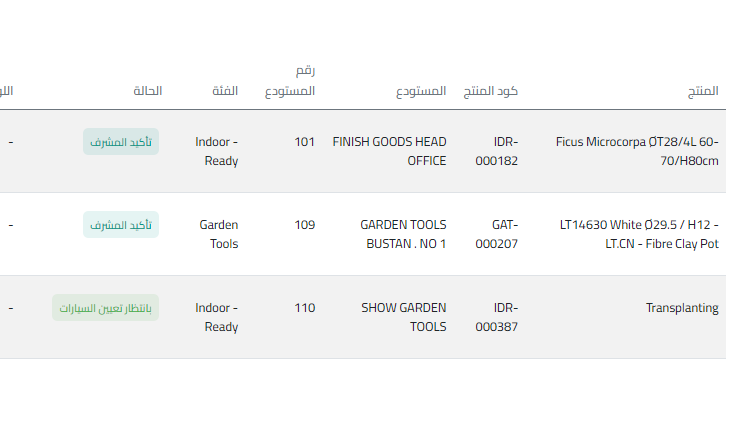 المنتج
كود المنتج
المستودع
رقم
المستودع
الفئة
الحالة
Ficus Microcorpa ØT28/4L 60-
70/H80cm
IDR-
000182
FINISH GOODS HEAD
OFFICE
101
Indoor -
Ready
تأكيد المشرف
-
LT14630 White Ø29.5 / H12 -
LT.CN - Fibre Clay Pot
GAT-
000207
GARDEN TOOLS
BUSTAN . NO 1
109
Garden
Tools
تأكيد المشرف
-
Transplanting
IDR-
000387
SHOW GARDEN
TOOLS
110
Indoor -
Ready
بانتظار تعيين السيارات
-